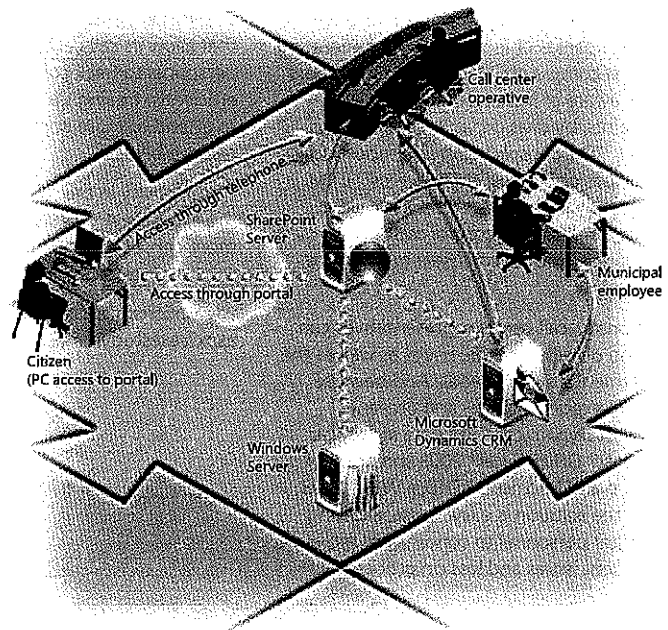 Call center
operative
Access through telephone
SharePoint
Server
Access through portal
Municipal
employee
Citizen
(PC access to portal)
Microsoft
Dynamics CRM
Windows
Server